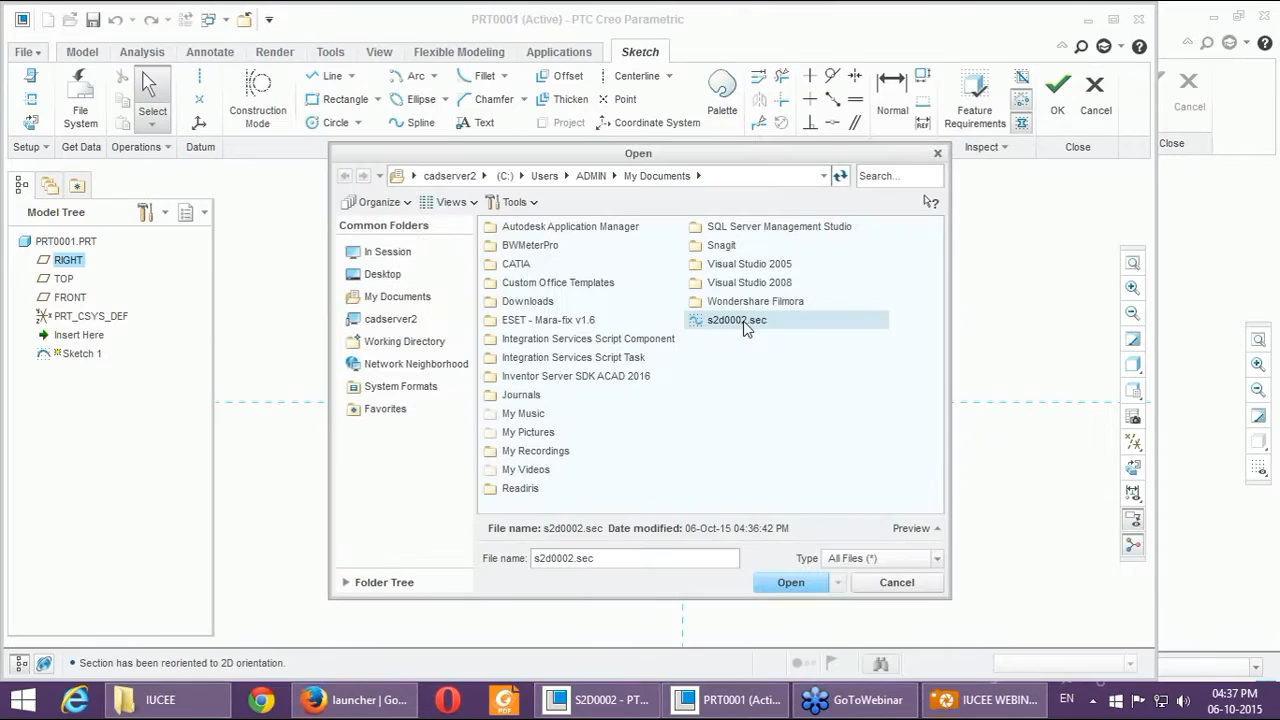 PRT0001 (Active) - PTC Creo Parametric
File Model Analysis Annotate Render Tools View Flexible Modeling Applications Sketch
Line Arc Fillet Offset Centerline
Rectangle Ellipse Chamfer Thicken Point
Circle Spline Text Project Coordinate System
File System
Select
Construction Mode
Palette
Normal
REF
Feature Requirements
OK
Cancel
Cancel
Setup Get Data Operations Datum Inspect Close Close
Open
cadserver2 (C:) Users ADMIN My Documents Search...
Organize Views Tools
Model Tree
PRT0001.PRT
RIGHT
TOP
FRONT
PRT_CSYS_DEF
Insert Here
Sketch 1
Common Folders
In Session
Desktop
My Documents
cadserver2
Working Directory
Network Neighborhood
System Formats
Favorites
Folder Tree
Autodesk Application Manager
BWMeterPro
CATIA
Custom Office Templates
Downloads
ESET - Mara-fix v1.6
Integration Services Script Component
Integration Services Script Task
Inventor Server SDK ACAD 2016
Journals
My Music
My Pictures
My Recordings
My Videos
Readiris
SQL Server Management Studio
Snagit
Visual Studio 2005
Visual Studio 2008
Wondershare Filmora
s2d0002.sec
File name: s2d0002.sec Date modified: 06-Oct-15 04:36:42 PM Preview
File name: s2d0002.sec Type All Files (*)
Open Cancel
• Section has been reoriented to 2D orientation.
IUCEE
launcher | Go...
PDF
S2D0002 - PT...
PRT0001 (Acti...
GoToWebinar
IUCEE WEBIN...
EN
04:37 PM
06-10-2015